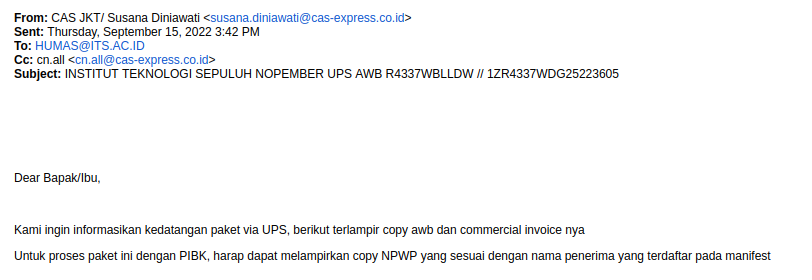 From: CAS JKT/ Susana Diniawati <susana.diniawati@cas-express.co.id>
Sent: Thursday, September 15, 2022 3:42 PM
To: HUMAS@ITS.AC.ID
Cc: cn.all <cn.all@cas-express.co.id>
Subject: INSTITUT TEKNOLOGI SEPULUH NOPEMBER UPS AWB R4337WBLLDW // 1ZR4337WDG25223605
Dear Bapak/Ibu,
Kami ingin informasikan kedatangan paket via UPS, berikut terlampir copy awb dan commercial invoice nya
Untuk proses paket ini dengan PIBK, harap dapat melampirkan copy NPWP yang sesuai dengan nama penerima yang terdaftar pada manifest